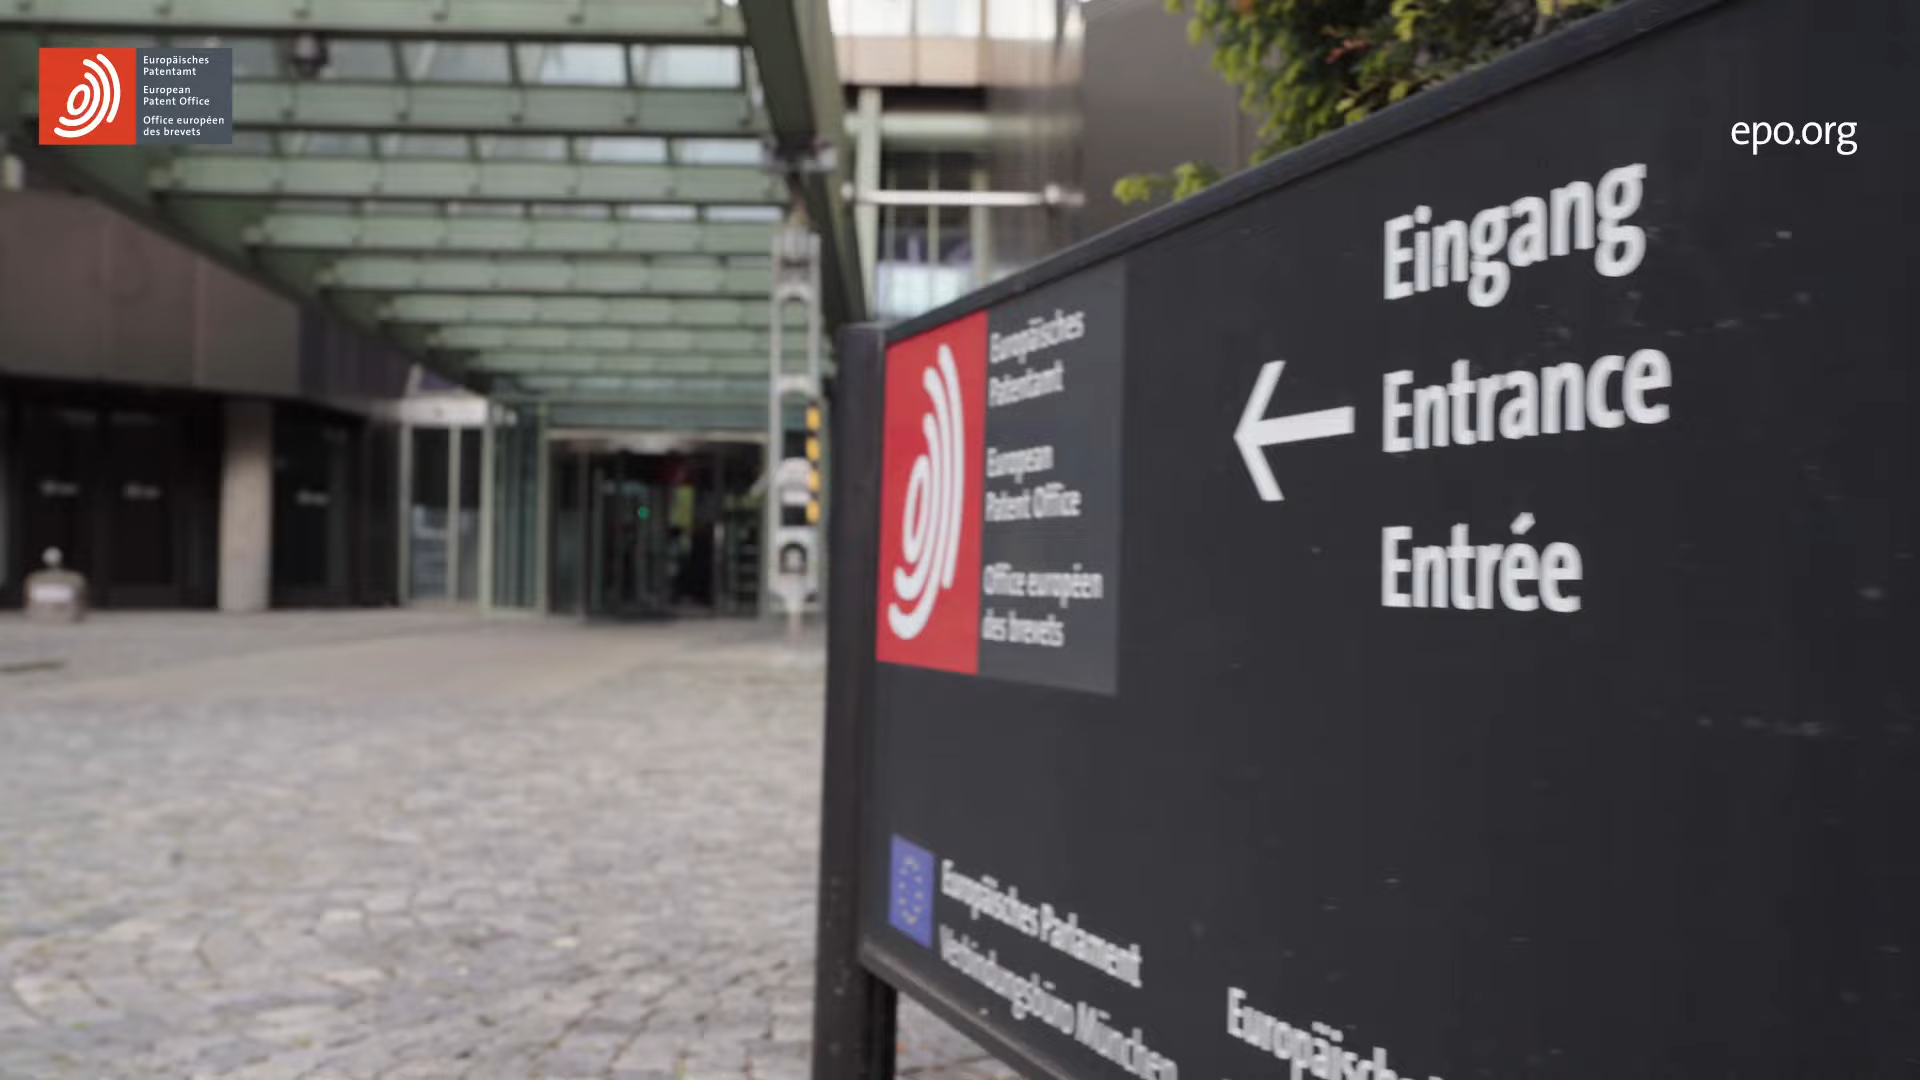 Europäisches
Patentamt
European
Patent Office
Office européen
des brevets
epo.org
Eingang
Entrance
Entrée
Europäisches
Patentamt
European
Patent Office
Office européen
des brevets
Europäisches Parlament
Verbindungsbüro München